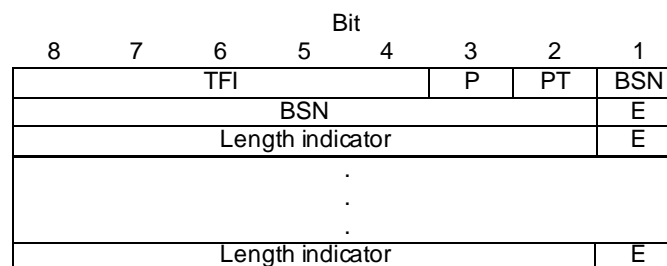 Bit
8 7 6 5 4 3 2 1
TFI P PT BSN
BSN E
Length indicator E
.
.
.
Length indicator E